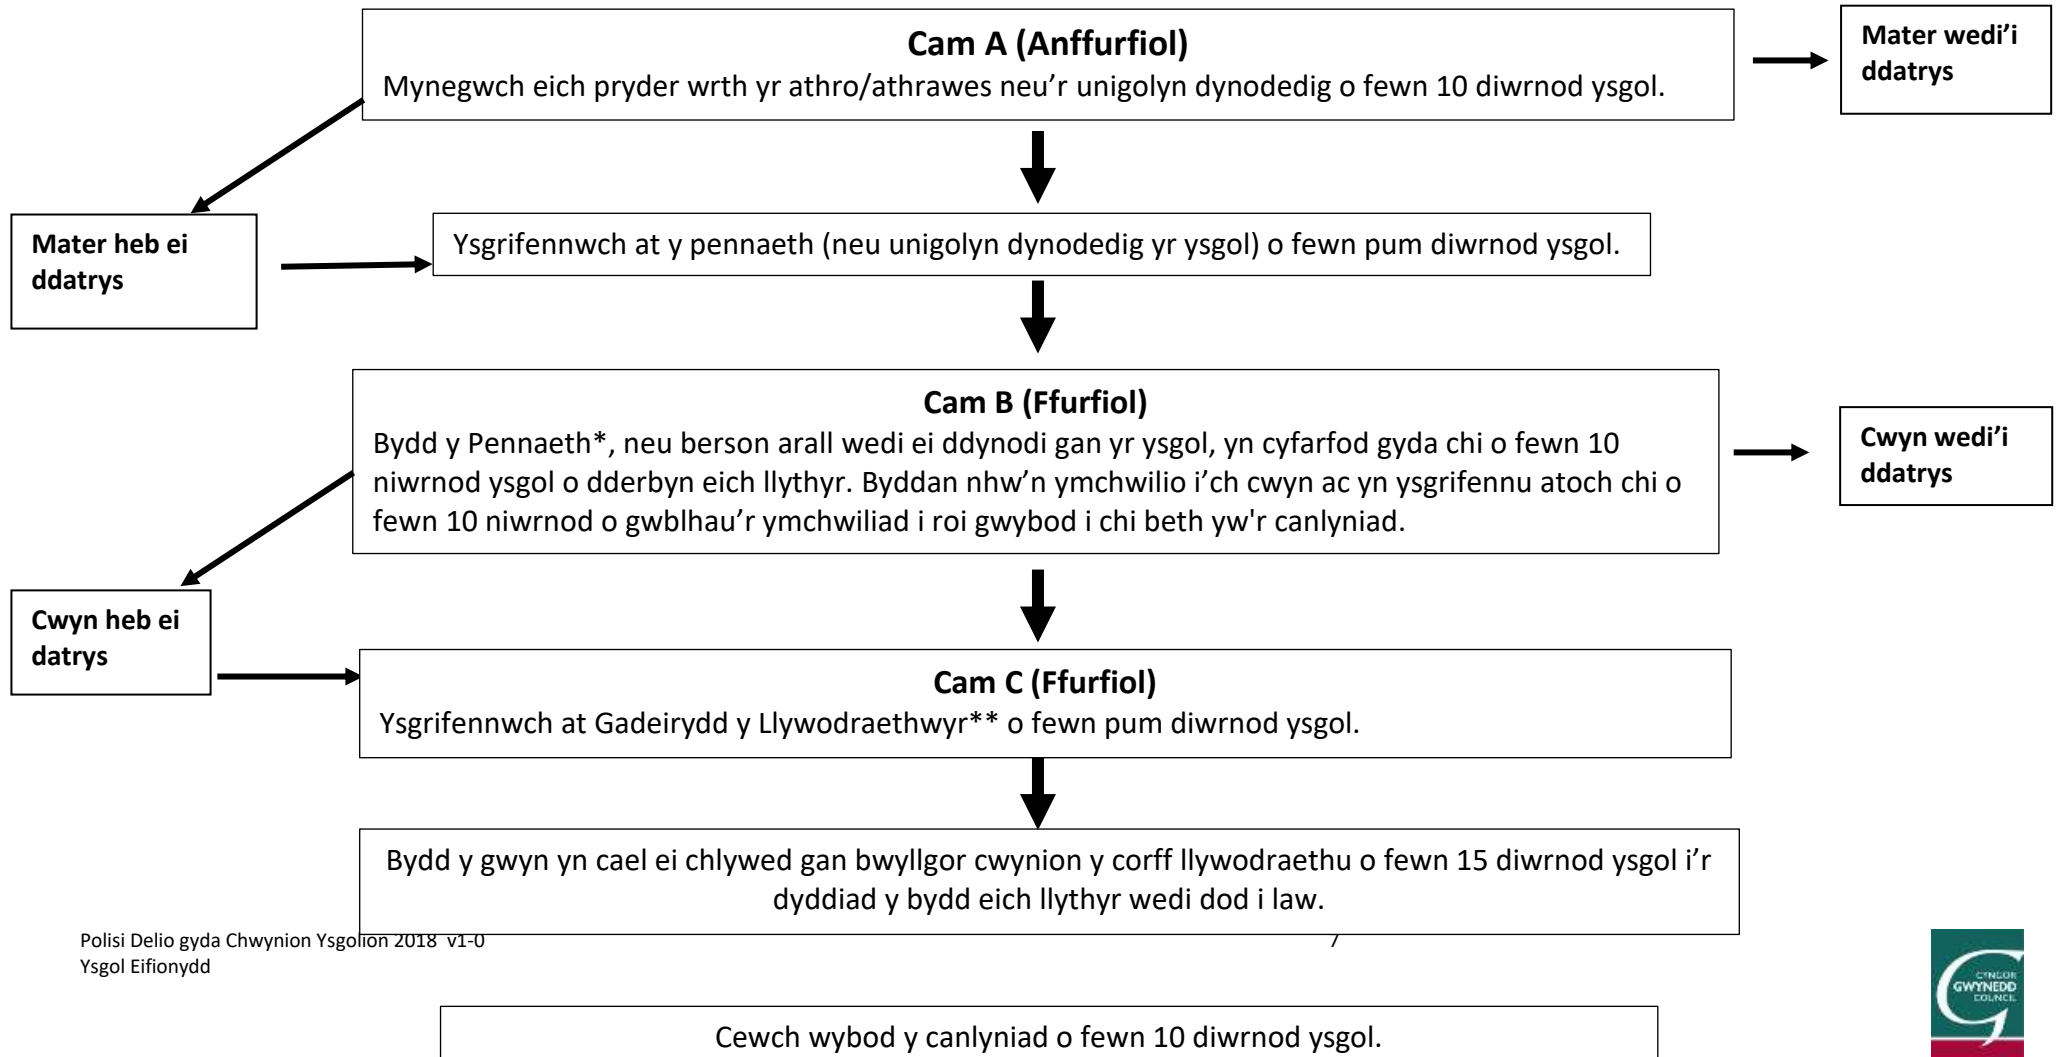 Cam A (Anffurfiol)
Mynegwch eich pryder wrth yr athro/athrawes neu'r unigolyn dynodedig o fewn 10 diwrnod ysgol.
Mater wedi'i
ddatrys
Mater heb ei
ddatrys
Ysgrifennwch at y pennaeth (neu unigolyn dynodedig yr ysgol) o fewn pum diwrnod ysgol.
Cam B (Ffurfiol)
Bydd y Pennaeth*, neu berson arall wedi ei ddynodi gan yr ysgol, yn cyfarfod gyda chi o fewn 10
niwrnod ysgol o dderbyn eich llythyr. Byddan nhw'n ymchwilio i'ch cwyn ac yn ysgrifennu atoch chi o
fewn 10 niwrnod o gwblhau'r ymchwiliad i roi gwybod i chi beth yw'r canlyniad.
Cwyn wedi'i
ddatrys
Cwyn heb ei
datrys
Cam C (Ffurfiol)
Ysgrifennwch at Gadeirydd y Llywodraethwyr** o fewn pum diwrnod ysgol.
Bydd y gwyn yn cael ei chlywed gan bwyllgor cwynion y corff llywodraethu o fewn 15 diwrnod ysgol i'r
dyddiad y bydd eich llythyr wedi dod i law.
Polisi Delio gyda Chwynion Ysgolion 2018 v1-0
7
Ysgol Eifionydd
CYNGOR
GWYNEDD
COUNCIL
Cewch wybod y canlyniad o fewn 10 diwrnod ysgol.